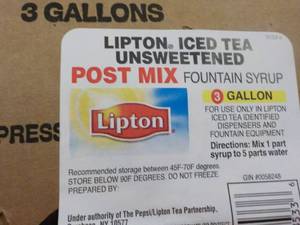 3 GALLONS
LIPTON® ICED TEA
UNSWEETENED
POST MIX FOUNTAIN SYRUP
3 GALLON
Lipton
FOR USE ONLY IN LIPTON
ICED TEA IDENTIFIED
DISPENSERS AND
FOUNTAIN EQUIPMENT
PRESS
Directions: Mix 1 part
syrup to 5 parts water
Recommended storage between 45F-70F degrees
STORE BELOW 90F DEGREES. DO NOT FREEZE.
PREPARED BY:
GIN #0058245
Under authority of The Pepsi/Lipton Tea Partnership,
NY 10577